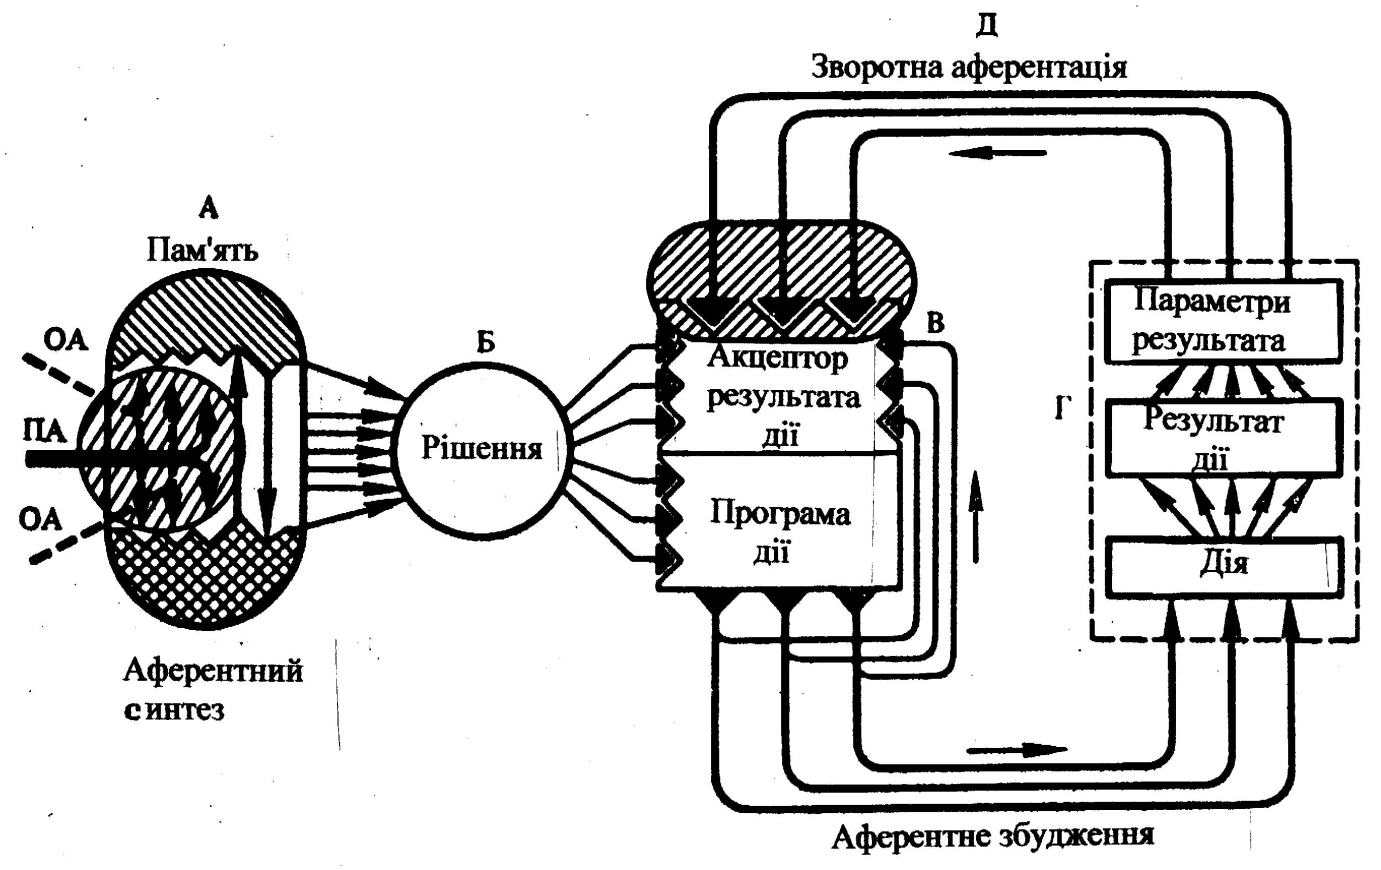 Д
Зворотна аферентація
А
Пам'ять
ОА
ПА
ОА
Аферентний
синтез
Б
Рішення
В
Акцептор
результата
дії
Програма
дії
Г
Параметри
результата
Результат
дії
Дія
Аферентне збудження